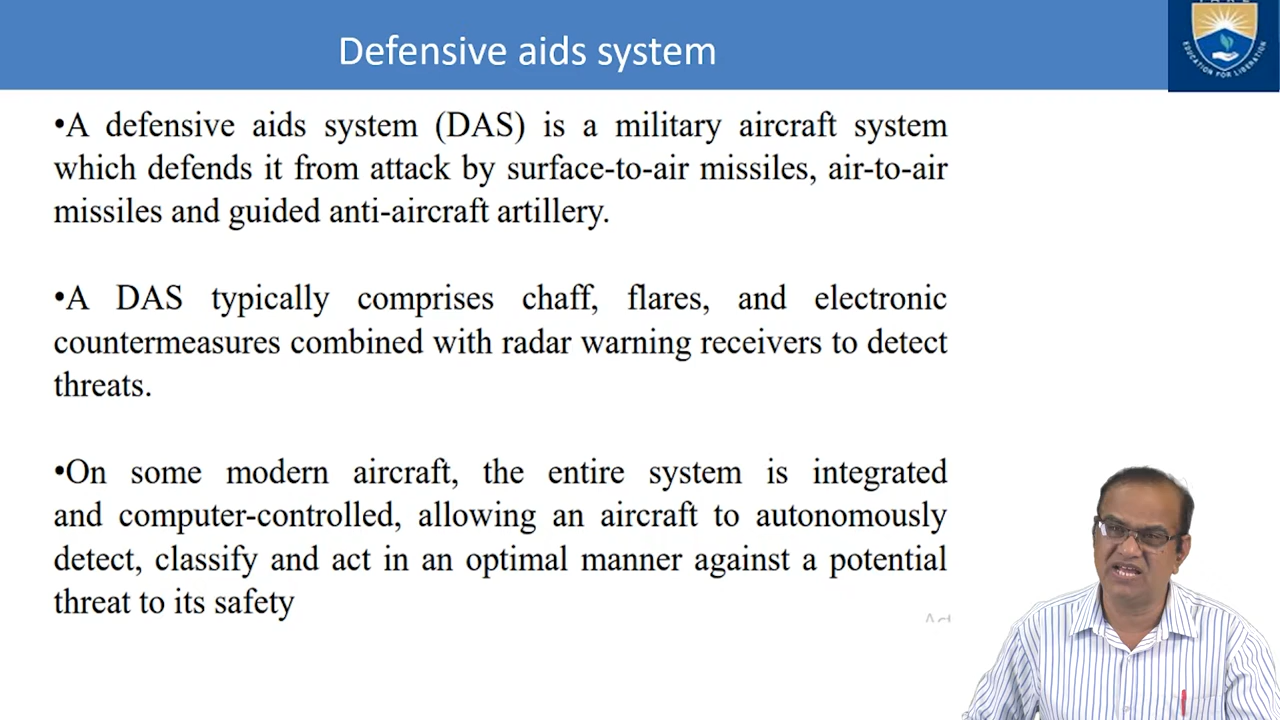 Defensive aids system
EDUCATION FOR LIBERATION
•A defensive aids system (DAS) is a military aircraft system
which defends it from attack by surface-to-air missiles, air-to-air
missiles and guided anti-aircraft artillery.
•A DAS typically comprises chaff, flares, and electronic
countermeasures combined with radar warning receivers to detect
threats.
•On some modern aircraft, the entire system is integrated
and computer-controlled, allowing an aircraft to autonomously
detect, classify and act in an optimal manner against a potential
threat to its safety